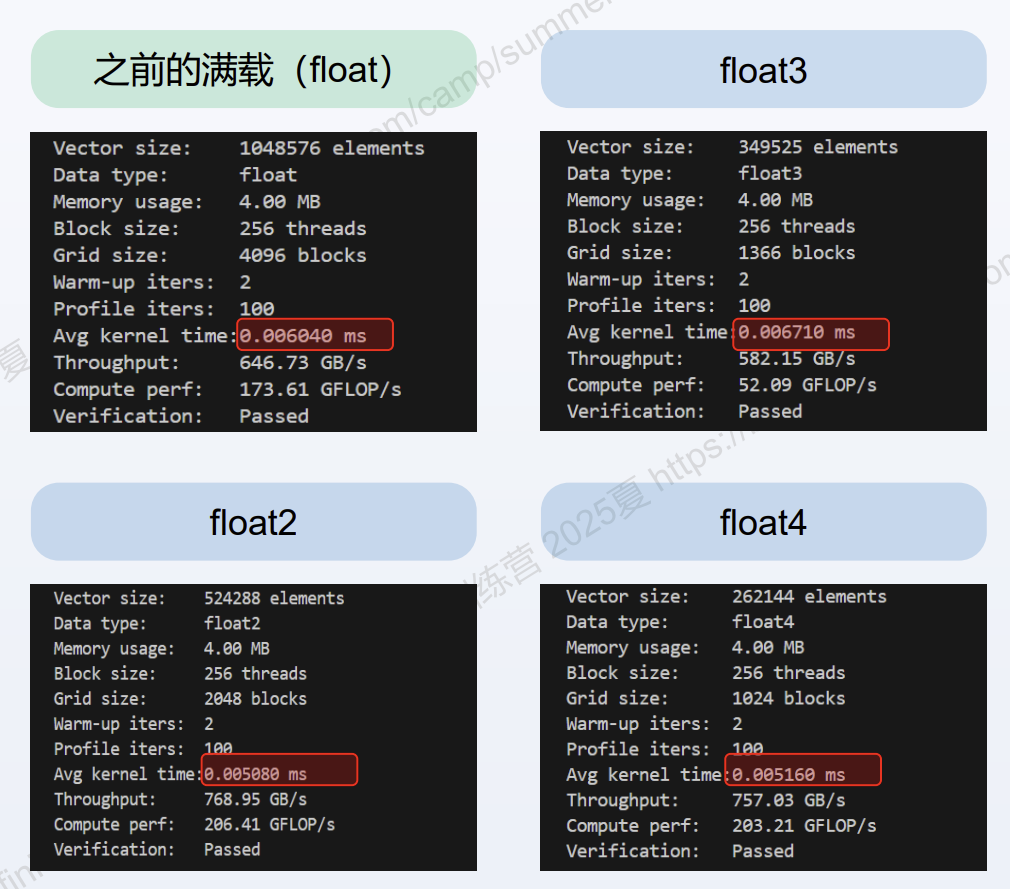 之前的满载（float）
Vector size: 1048576 elements
Data type: float
Memory usage: 4.00 MB
Block size: 256 threads
Grid size: 4096 blocks
Warm-up iters: 2
Profile iters: 100
Avg kernel time:0.006040 ms
Throughput: 646.73 GB/s
Compute perf: 173.61 GFLOP/s
Verification: Passed
float3
Vector size: 349525 elements
Data type: float3
Memory usage: 4.00 MB
Block size: 256 threads
Grid size: 1366 blocks
Warm-up iters: 2
Profile iters: 100
Avg kernel time:0.006710 ms
Throughput: 582.15 GB/s
Compute perf: 52.09 GFLOP/s
Verification: Passed
float2
Vector size: 524288 elements
Data type: float2
Memory usage: 4.00 MB
Block size: 256 threads
Grid size: 2048 blocks
Warm-up iters: 2
Profile iters: 100
Avg kernel time:0.005080 ms
Throughput: 768.95 GB/s
Compute perf: 206.41 GFLOP/s
Verification: Passed
float4
Vector size: 262144 elements
Data type: float4
Memory usage: 4.00 MB
Block size: 256 threads
Grid size: 1024 blocks
Warm-up iters: 2
Profile iters: 100
Avg kernel time:0.005160 ms
Throughput: 757.03 GB/s
Compute perf: 203.21 GFLOP/s
Verification: Passed
om/camp/summe
练营 2025夏 https:/
夏